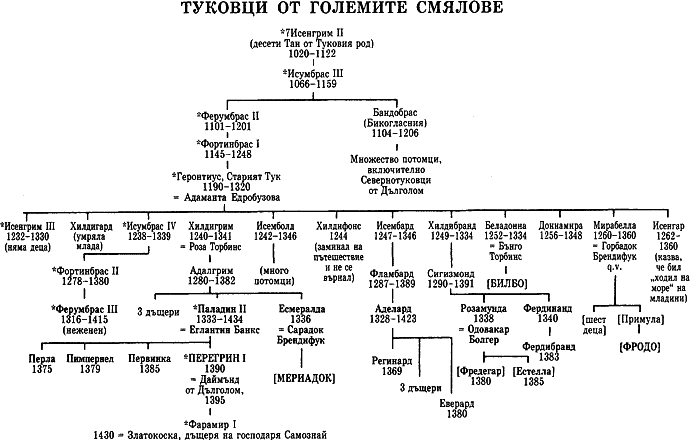 ТУКОВЦИ ОТ ГОЛЕМИТЕ СМЯЛОВЕ
*7Исенгрим II
(десети Тан от Туковия род)
1020-1122
*Исумбрас III
1066-1159
*Ферумбрас II
1101-1201
*Фортинбрас I
1145-1248
*Геронтиус, Старият Тук
1190-1320
= Адаманта Едробузова
Бандобрас
(Бикогласния)
1104-1206
Множество потомци,
включително
Севернотуковци
от Дълголом
*Исенгрим III
1232-1330
(няма деца)
Хилдигард
(умряла
млада)
*Исумбрас IV
1238-1339
Хилдигрим
1240-1341
= Роза
Торбинс
Исемболд
1242-1346
Хилдифонс
1244
(заминал на
пътешествие
и не се
върнал)
Исембард
1247-1346
Хилдибранд
1249-1334
Беладонна
1252-1334
= Бънго
Торбинс
Доннамира
1256-1348
Мирабелла
1260-1360
= Горбадок
Брендифук
q.v.
Исенгар
1262-
1360
(казва,
че бил
„ходил на
море“ на
младини)
*Фортинбрас II
1278-1380
Адалгрим
1280-1382
(много
потомци)
Фламбард
1287-1389
Сигизмонд
1290-1391
[БИЛБО]
*Ферумбрас III
1316-1415
(неженен)
3 дъщери
*Паладин II
1333-1434
= Еглантин Банкс
Есмералда
1336
= Сарадок
Брендифук
Аделард
1328-1423
Розамунда
1338
= Одовакар
Болгер
Фердинанд
1340
[шест
деца]
[Примула]
Перла
1375
Пимпернел
1379
Первинка
1385
*ПЕРЕГРИН I
1390
= Даймънд
от Дълголом,
1395
[МЕРИАДОК]
Регинард
1369
3 дъщери
Еверард
1380
[Фредегар]
1380
[Естелла]
1385
Фердибранд
1383
[ФРОДО]
*Фарамир I
1430 = Златокоска, дъщеря на господаря Самознай